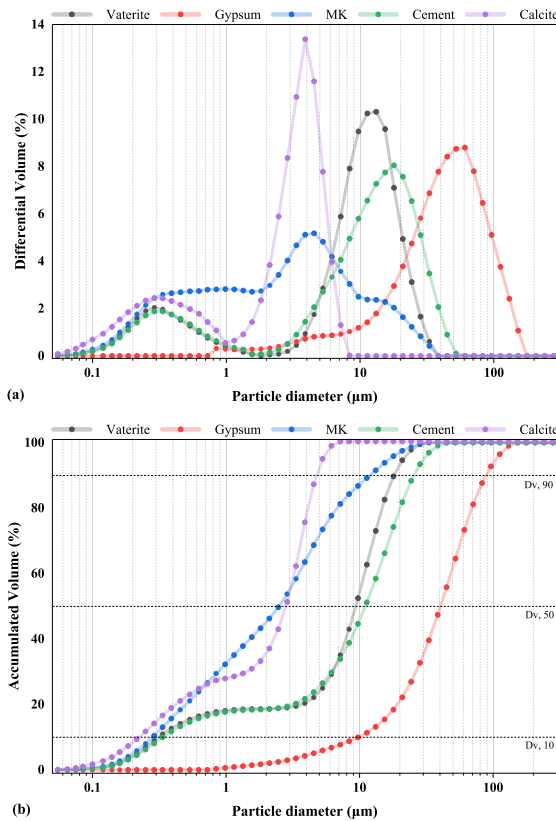 Vaterite Gypsum MK Cement Calcite
14
12
10
8
6
4
2
0
Differential Volume (%)
0.1 1 10 100
(a)
Particle diameter (µm)
Vaterite Gypsum MK Cement Calcite
100
80
60
40
20
0
Accumulated Volume (%)
Dv, 90
Dv, 50
Dv, 10
0.1 1 10 100
(b)
Particle diameter (µm)